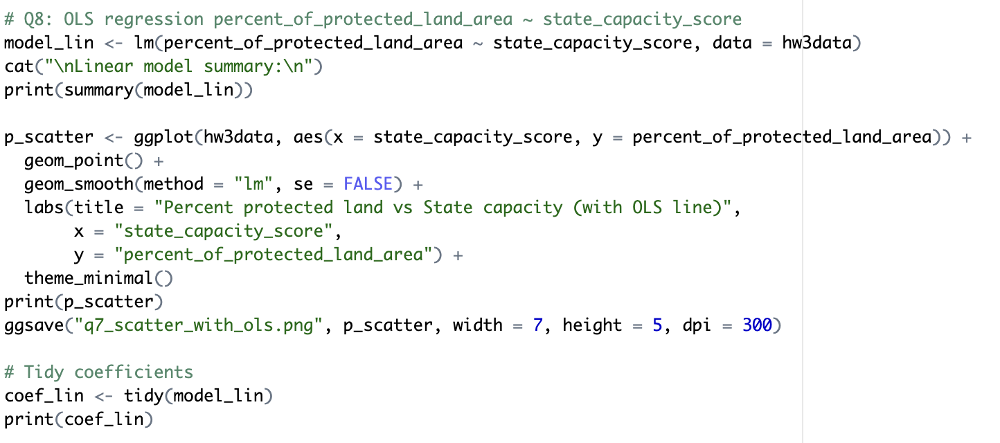 # Q8: OLS regression percent_of_protected_land_area ~ state_capacity_score
model_lin <- lm(percent_of_protected_land_area ~ state_capacity_score, data = hw3data)
cat("\nLinear model summary:\n")
print(summary(model_lin))

p_scatter <- ggplot(hw3data, aes(x = state_capacity_score, y = percent_of_protected_land_area)) +
  geom_point() +
  geom_smooth(method = "lm", se = FALSE) +
  labs(title = "Percent protected land vs State capacity (with OLS line)",
       x = "state_capacity_score",
       y = "percent_of_protected_land_area") +
  theme_minimal()
print(p_scatter)
ggsave("q7_scatter_with_ols.png", p_scatter, width = 7, height = 5, dpi = 300)

# Tidy coefficients
coef_lin <- tidy(model_lin)
print(coef_lin)